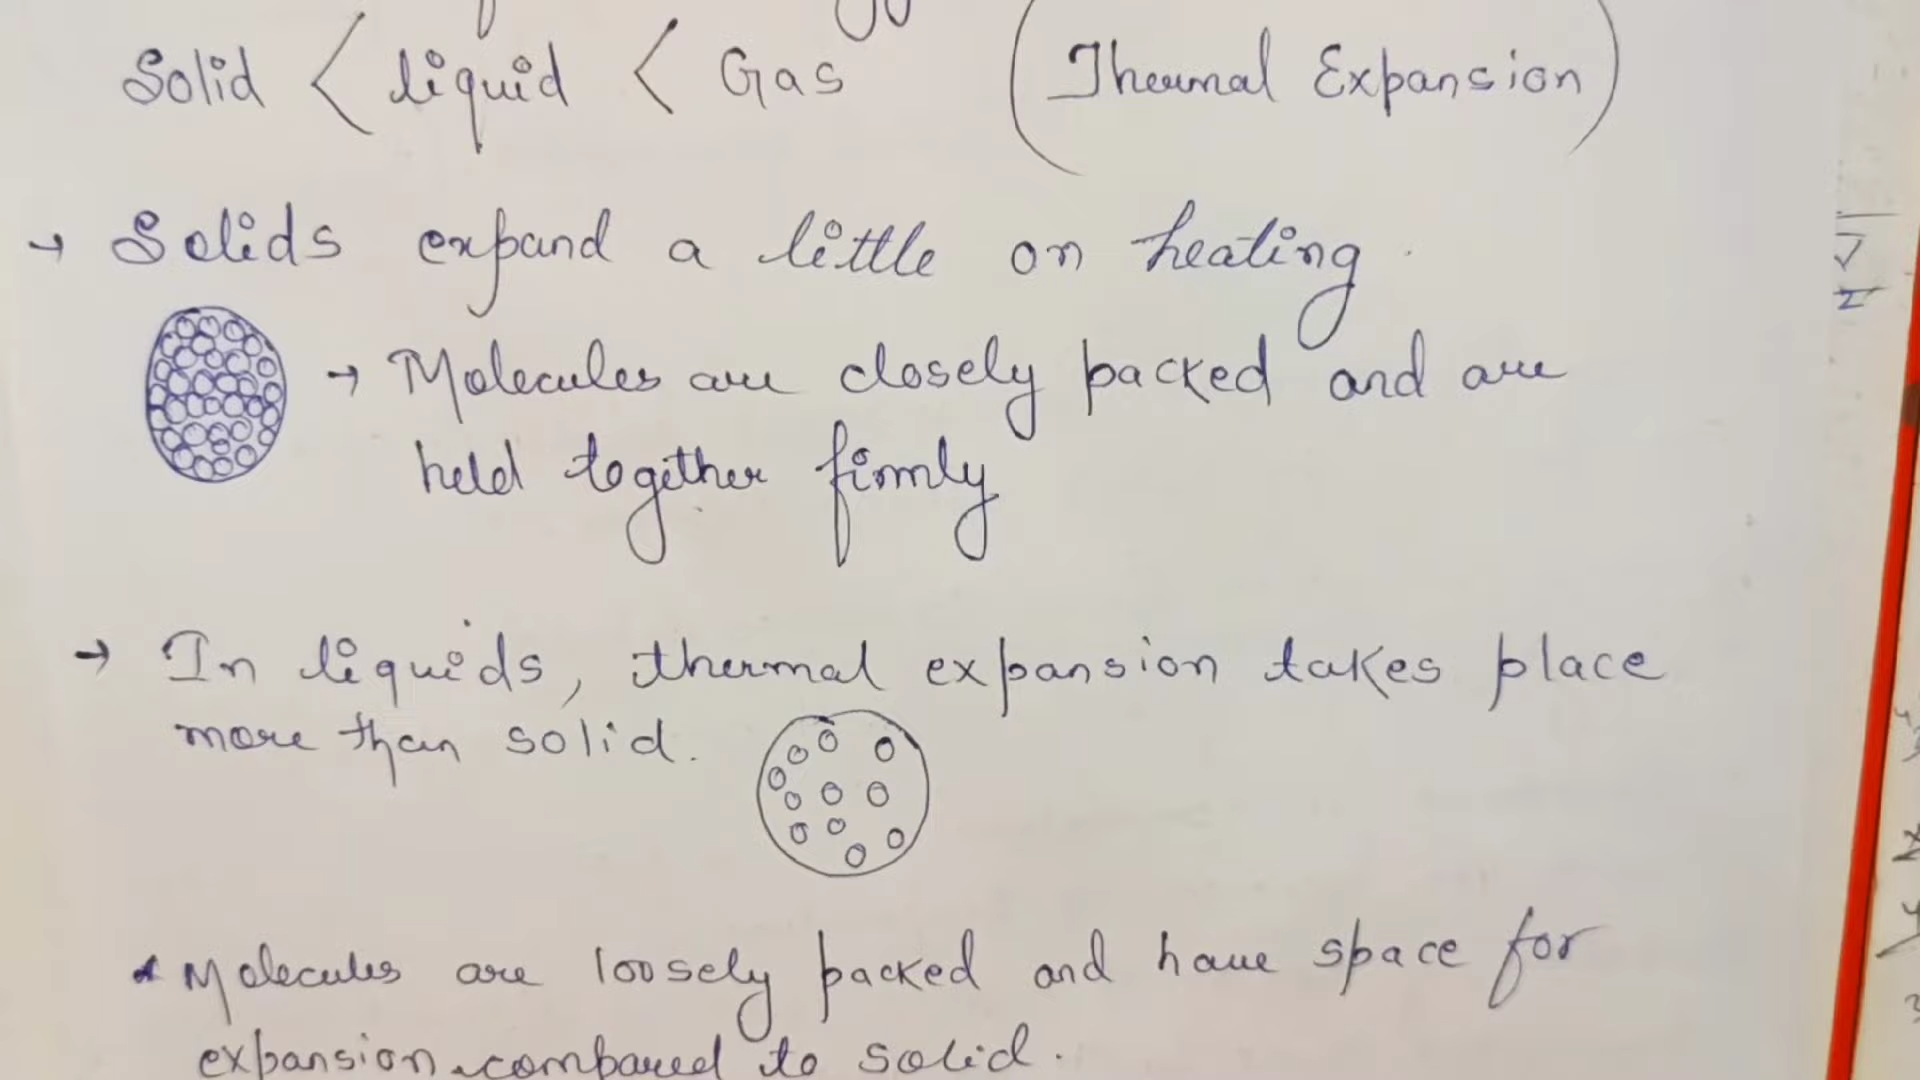 Solid < liquid < Gas (Thermal Expansion)
→ Solids expand a little on heating.
→ Molecules are closely packed and are
held together firmly
→ In liquids, thermal expansion takes place
more than solid.
Molecules are loosely packed and have space for
expansion compared to solid.